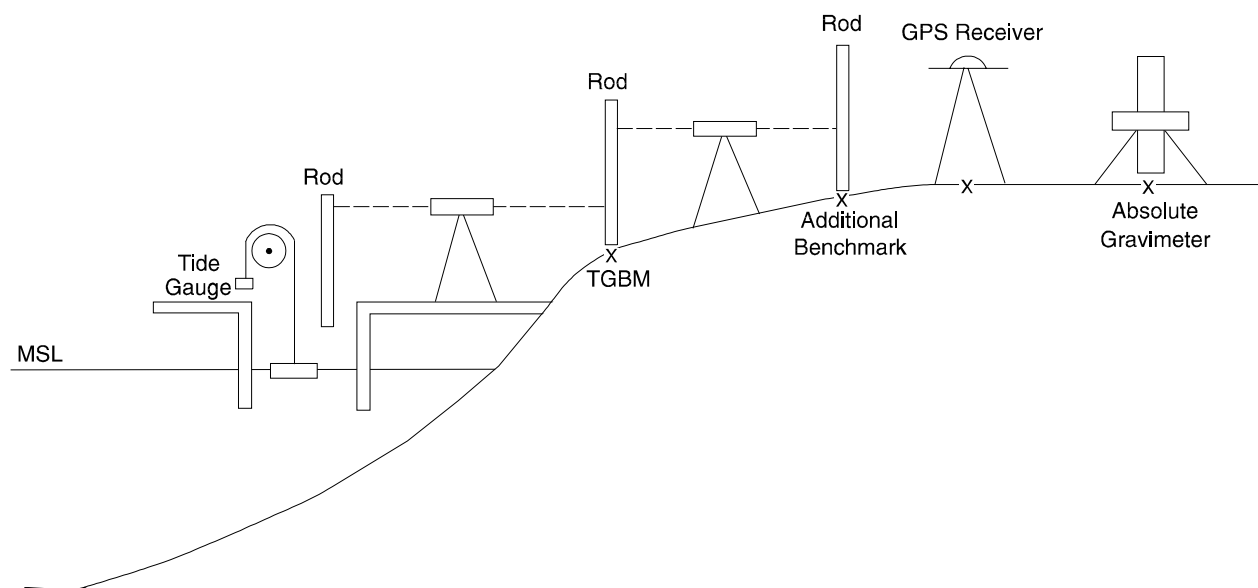 Rod
GPS Receiver
Rod
Rod
Tide
Gauge
TGBM
Additional
Benchmark
Absolute
Gravimeter
MSL